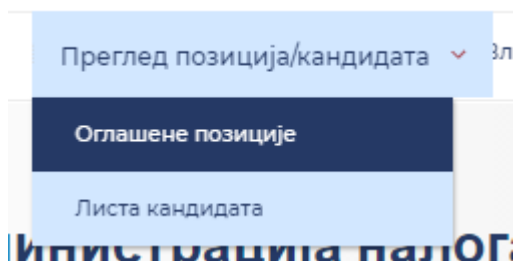 Преглед позиција/кандидата
Оглашене позиције
Листа кандидата